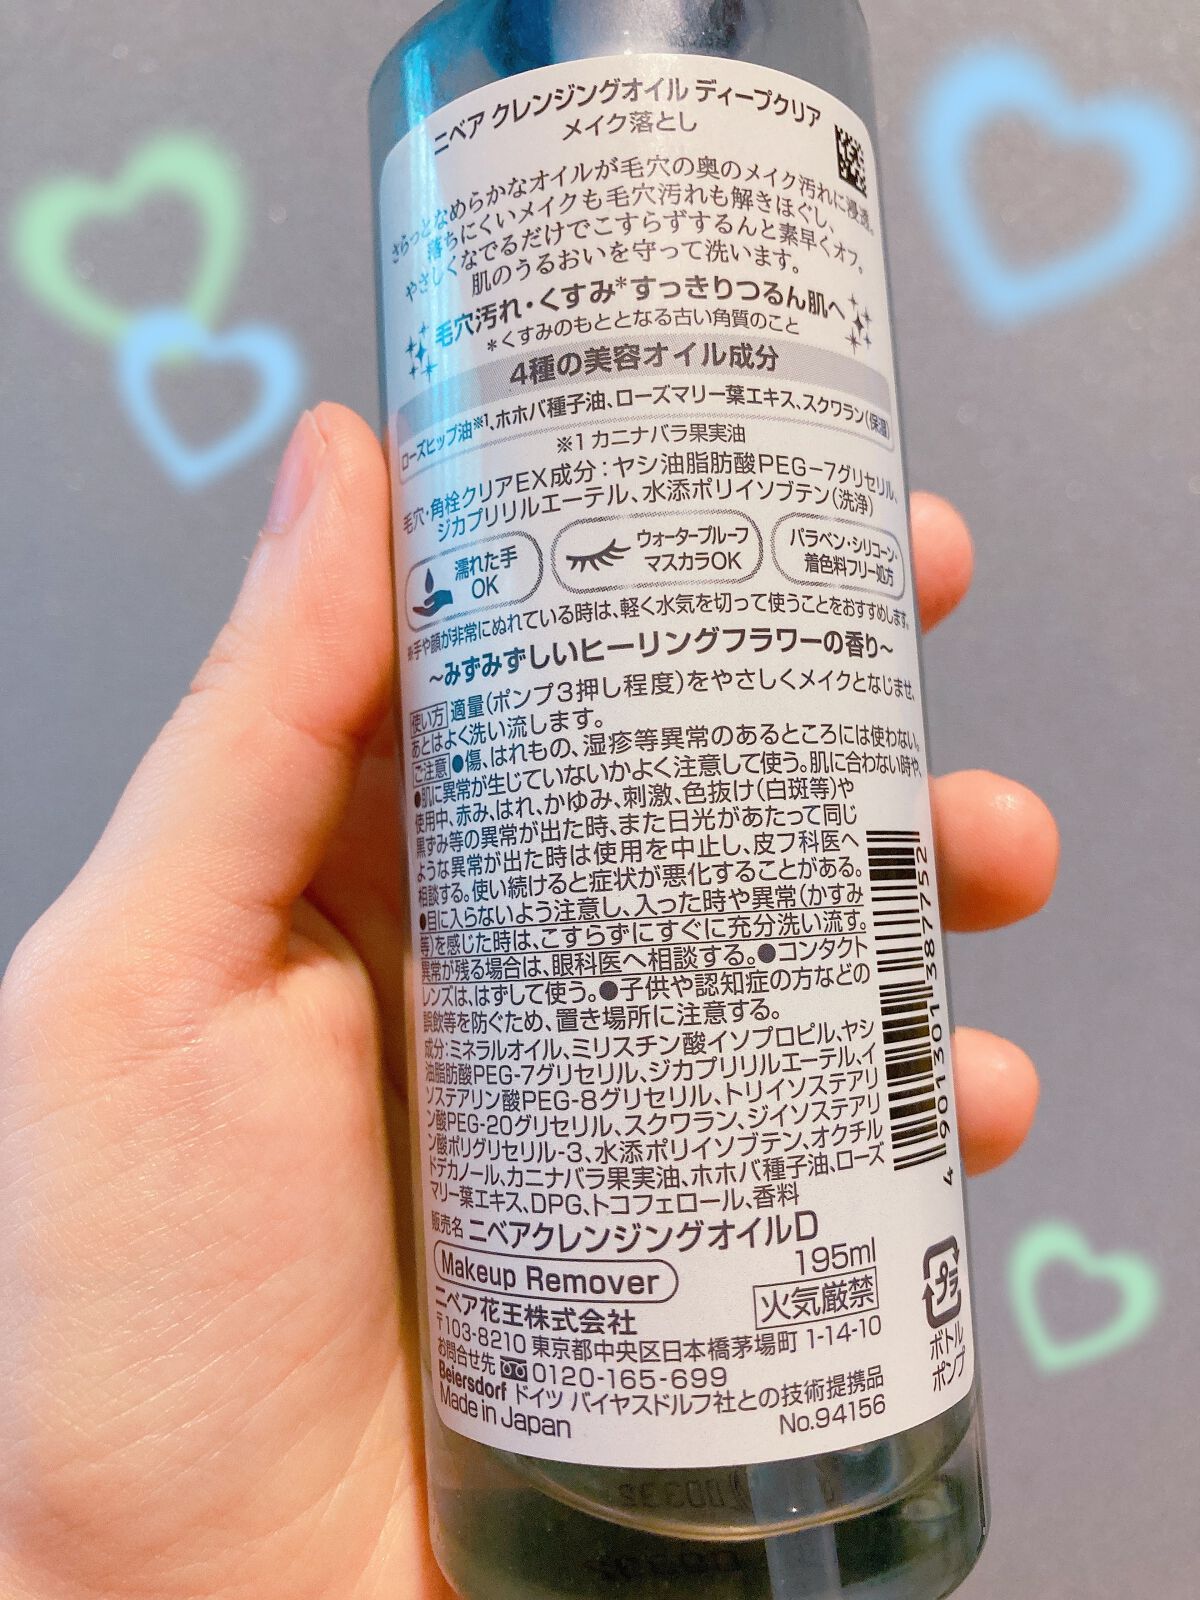 ニベア クレンジングオイル ディープクリア
メイク落とし
さらっとなめらかなオイルが毛穴の奥のメイク汚れに浸透。
落ちにくいメイクも毛穴汚れも解きほぐし、
やさしくなでるだけでこすらずするんと素早くオフ。
肌のうるおいを守って洗います。
毛穴汚れ・くすみ*すっきりつるん肌へ
*くすみのもととなる古い角質のこと
4種の美容オイル成分
ローズヒップ油※1、ホホバ種子油、ローズマリー葉エキス、スクワラン(保湿)
※1 カニナバラ果実油
毛穴・角栓クリアEX成分：ヤシ油脂肪酸PEG-7グリセリル、
ジカプリリルエーテル、水添ポリイソブテン(洗浄)
濡れた手
OK
ウォータープルーフ
マスカラOK
パラベン・シリコーン・
着色料フリー処方
※手や顔が非常にぬれている時は、軽く水気を切って使うことをおすすめします。
～みずみずしいヒーリングフラワーの香り～
使い方 適量(ポンプ3押し程度)をやさしくメイクとなじませ、
あとはよく洗い流します。
ご注意 ●傷、はれもの、湿疹等異常のあるところには使わない。
●肌に異常が生じていないかよく注意して使う。肌に合わない時や、
使用中、赤み、はれ、かゆみ、刺激、色抜け(白斑等)や
黒ずみ等の異常が出た時、また日光があたって同じ
ような異常が出た時は使用を中止し、皮フ科医へ
相談する。使い続けると症状が悪化することがある。
●目に入らないよう注意し、入った時や異常(かすみ
等)を感じた時は、こすらずにすぐに充分洗い流す。
異常が残る場合は、眼科医へ相談する。●コンタクト
レンズは、はずして使う。●子供や認知症の方などの
誤飲等を防ぐため、置き場所に注意する。
成分：ミネラルオイル、ミリスチン酸イソプロピル、ヤシ
油脂肪酸PEG-7グリセリル、ジカプリリルエーテル、イ
ソステアリン酸PEG-8グリセリル、トリイソステアリ
ン酸PEG-20グリセリル、スクワラン、ジイソステアリ
ン酸ポリグリセリル-3、水添ポリイソブテン、オクチル
ドデカノール、カニナバラ果実油、ホホバ種子油、ローズ
マリー葉エキス、DPG、トコフェロール、香料
販売名 ニベアクレンジングオイルD
Makeup Remover
195ml
ニベア花王株式会社
火気厳禁
〒103-8210 東京都中央区日本橋茅場町 1-14-10
お問合せ先 0120-165-699
Beiersdorf ドイツ バイヤスドルフ社との技術提携品
Made in Japan
No.94156
4 901301 387752
プラ
ボトル
ポンプ